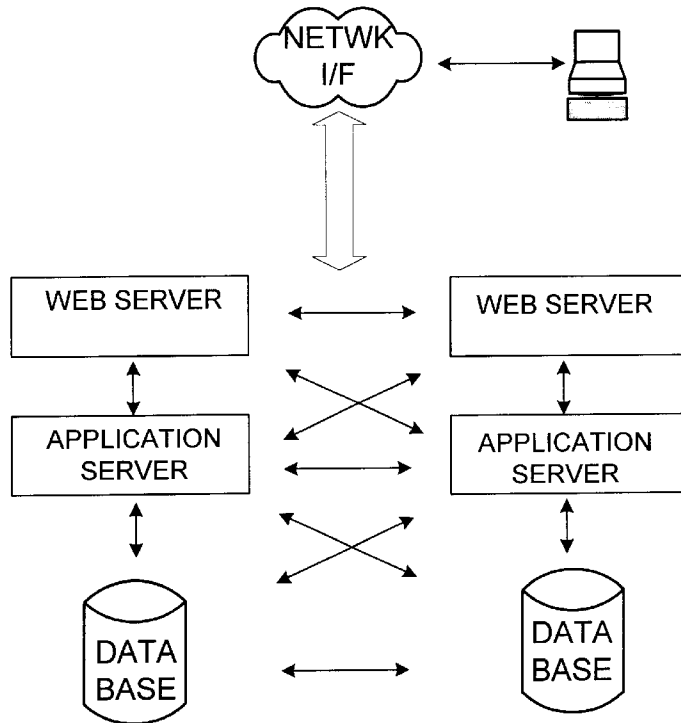 NETWK
I/F
WEB SERVER
WEB SERVER
APPLICATION
SERVER
APPLICATION
SERVER
DATA
BASE
DATA
BASE